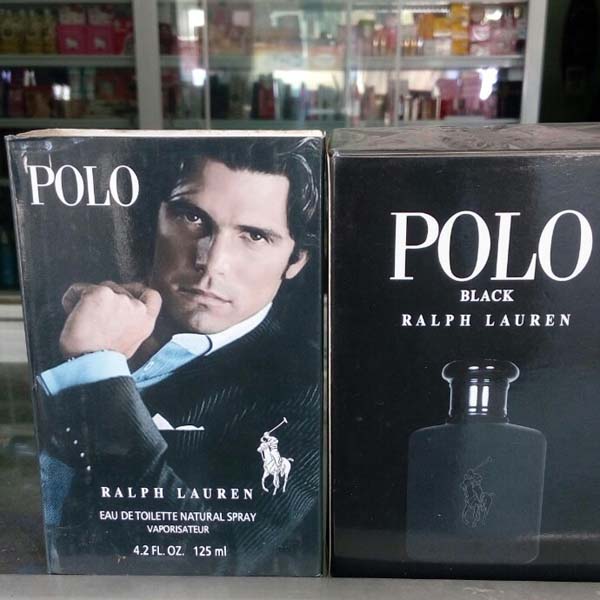 POLO
RALPH LAUREN
EAU DE TOILETTE NATURAL SPRAY
VAPORISATEUR
4.2 FL. OZ. 125 ml
POLO
BLACK
RALPH LAUREN